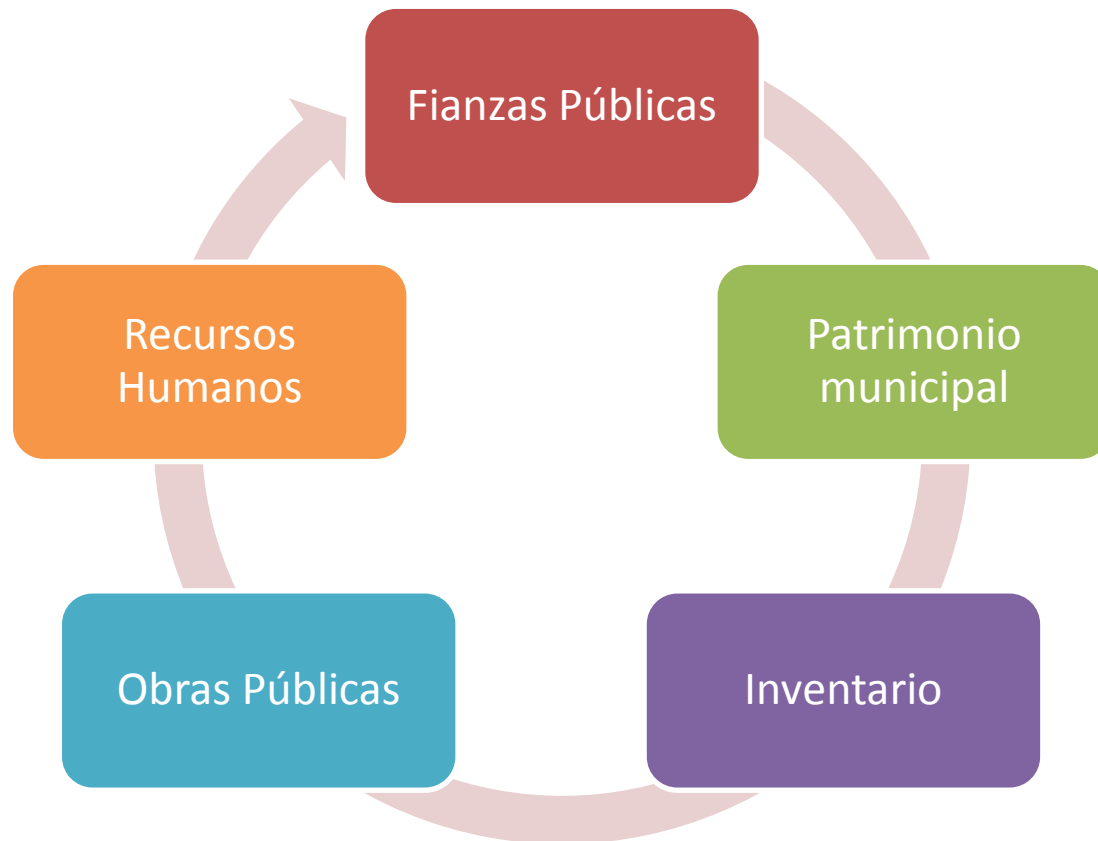 Fianzas Públicas
Patrimonio
municipal
Inventario
Obras Públicas
Recursos
Humanos